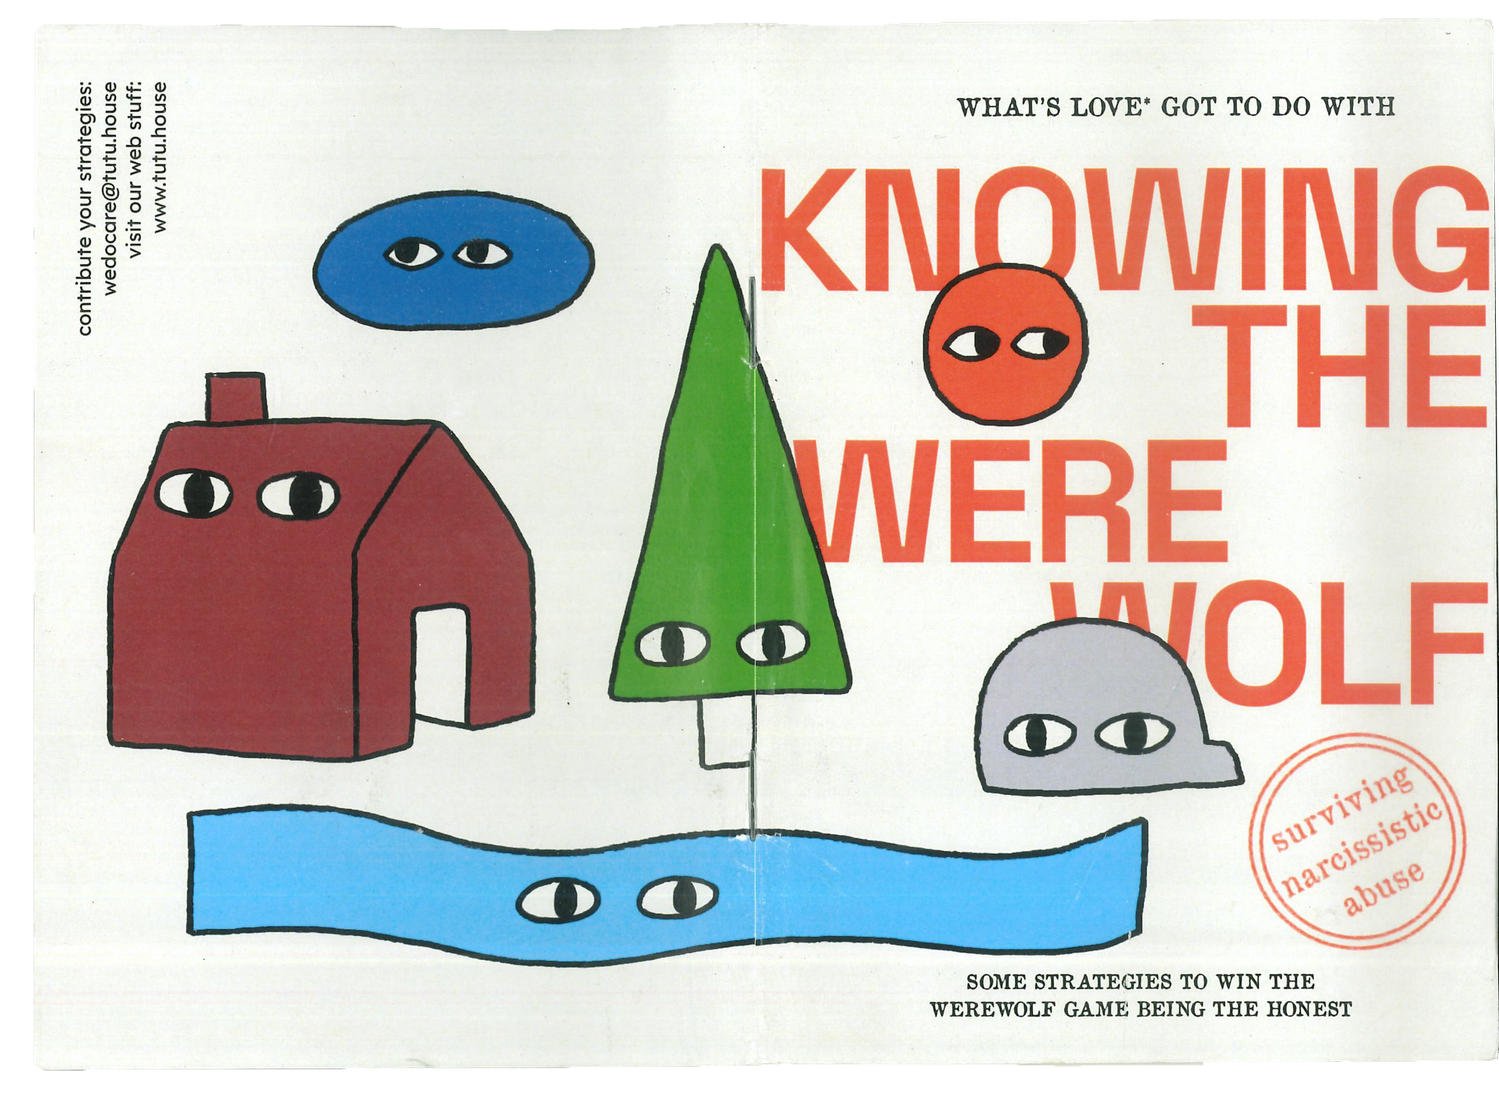 contribute your strategies:
wedocare@tutu.house
visit our web stuff:
www.tutu.house
WHAT'S LOVE* GOT TO DO WITH
KNOWING
THE
WERE
WOLF
surviving
narcissistic
abuse
SOME STRATEGIES TO WIN THE
WEREWOLF GAME BEING THE HONEST